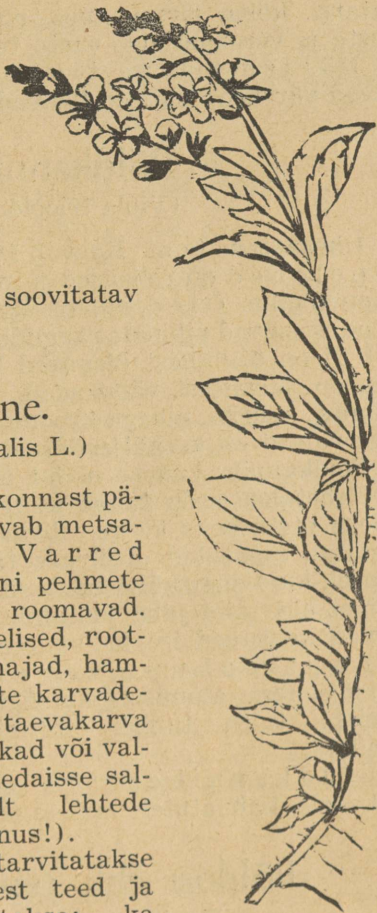 soovitatav
ne.
alis L.)
konnast pä-
vab metsa-
Varred
ni pehmete
roomavad.
elised, root-
najad, ham-
te karvade-
taevakarva
kad või val-
edaisse sal-
lt lehtede
nus!).
tarvitatakse
est teed ja